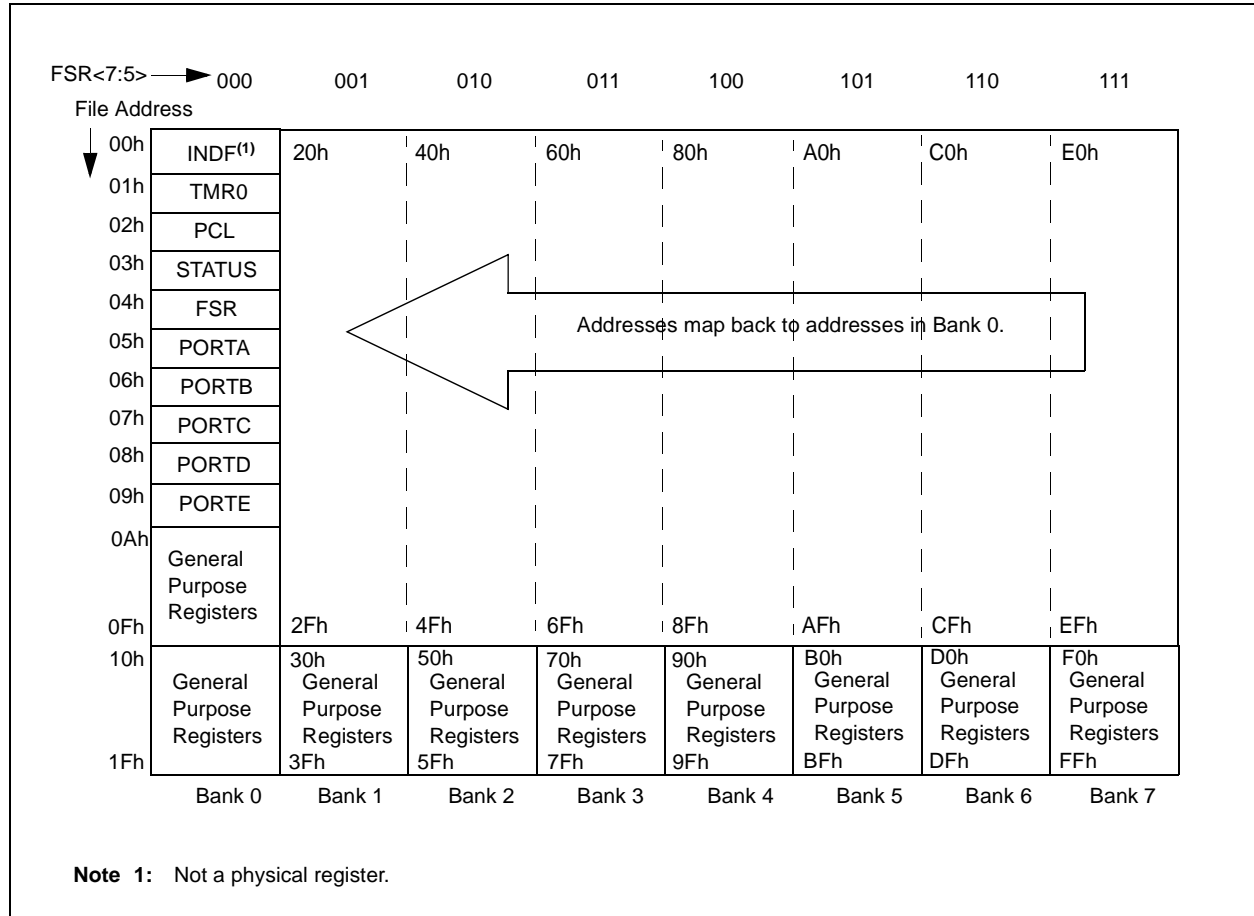 FSR<7:5> 000 001 010 011 100 101 110 111
File Address
00h INDF(1) 20h 40h 60h 80h A0h C0h E0h
01h TMR0
02h PCL
03h STATUS
04h FSR
Addresses map back to addresses in Bank 0.
05h PORTA
06h PORTB
07h PORTC
08h PORTD
09h PORTE
0Ah
General
Purpose
Registers
0Fh 2Fh 4Fh 6Fh 8Fh AFh CFh EFh
10h 30h 50h 70h 90h B0h D0h F0h
General General General General General General General General
Purpose Purpose Purpose Purpose Purpose Purpose Purpose Purpose
Registers Registers Registers Registers Registers Registers Registers Registers
1Fh 3Fh 5Fh 7Fh 9Fh BFh DFh FFh
Bank 0 Bank 1 Bank 2 Bank 3 Bank 4 Bank 5 Bank 6 Bank 7
Note 1: Not a physical register.